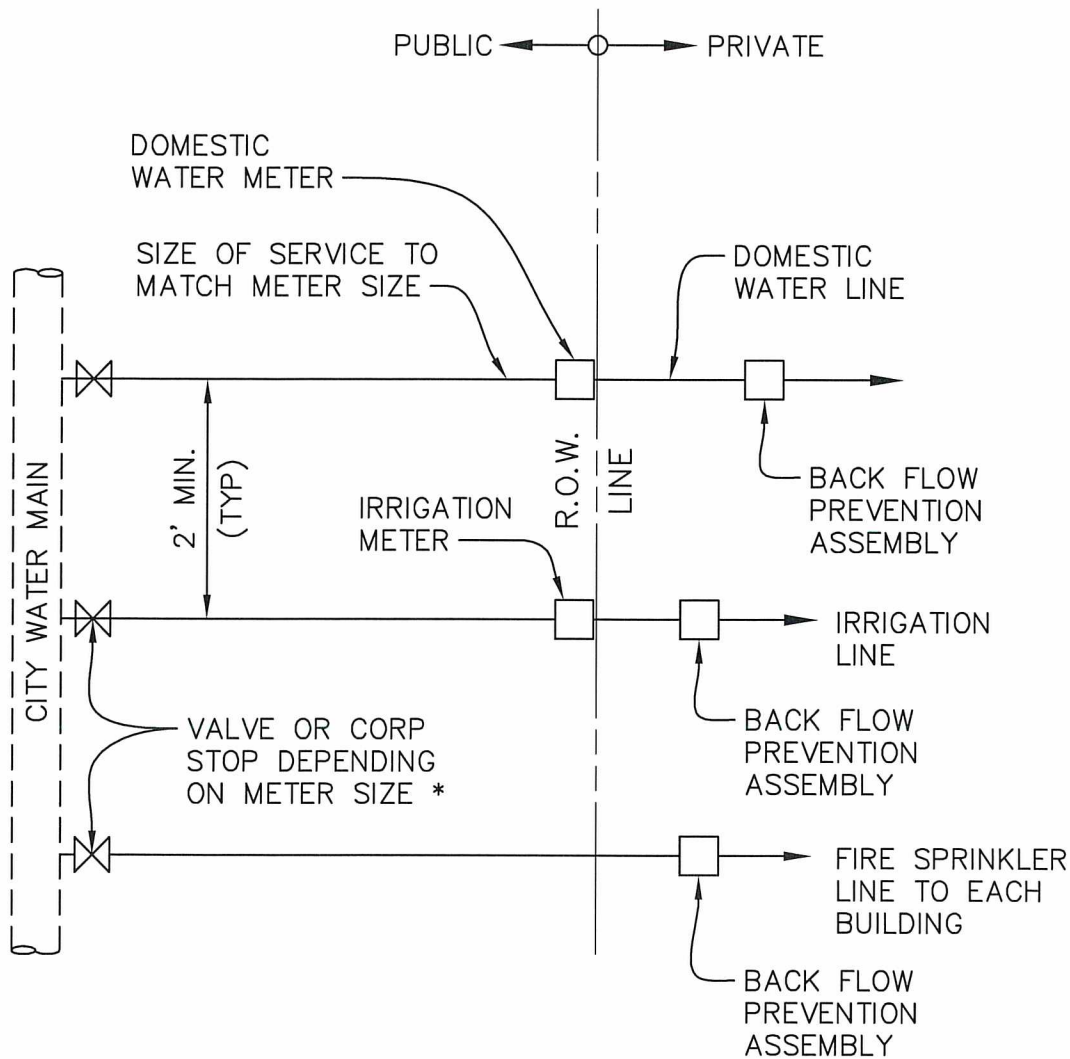 PUBLIC
PRIVATE
DOMESTIC
WATER METER
SIZE OF SERVICE TO
MATCH METER SIZE
DOMESTIC
WATER LINE
CITY WATER MAIN
2' MIN.
(TYP)
R.O.W.
LINE
BACK FLOW
PREVENTION
ASSEMBLY
IRRIGATION
METER
IRRIGATION
LINE
VALVE OR CORP
STOP DEPENDING
ON METER SIZE *
BACK FLOW
PREVENTION
ASSEMBLY
FIRE SPRINKLER
LINE TO EACH
BUILDING
BACK FLOW
PREVENTION
ASSEMBLY